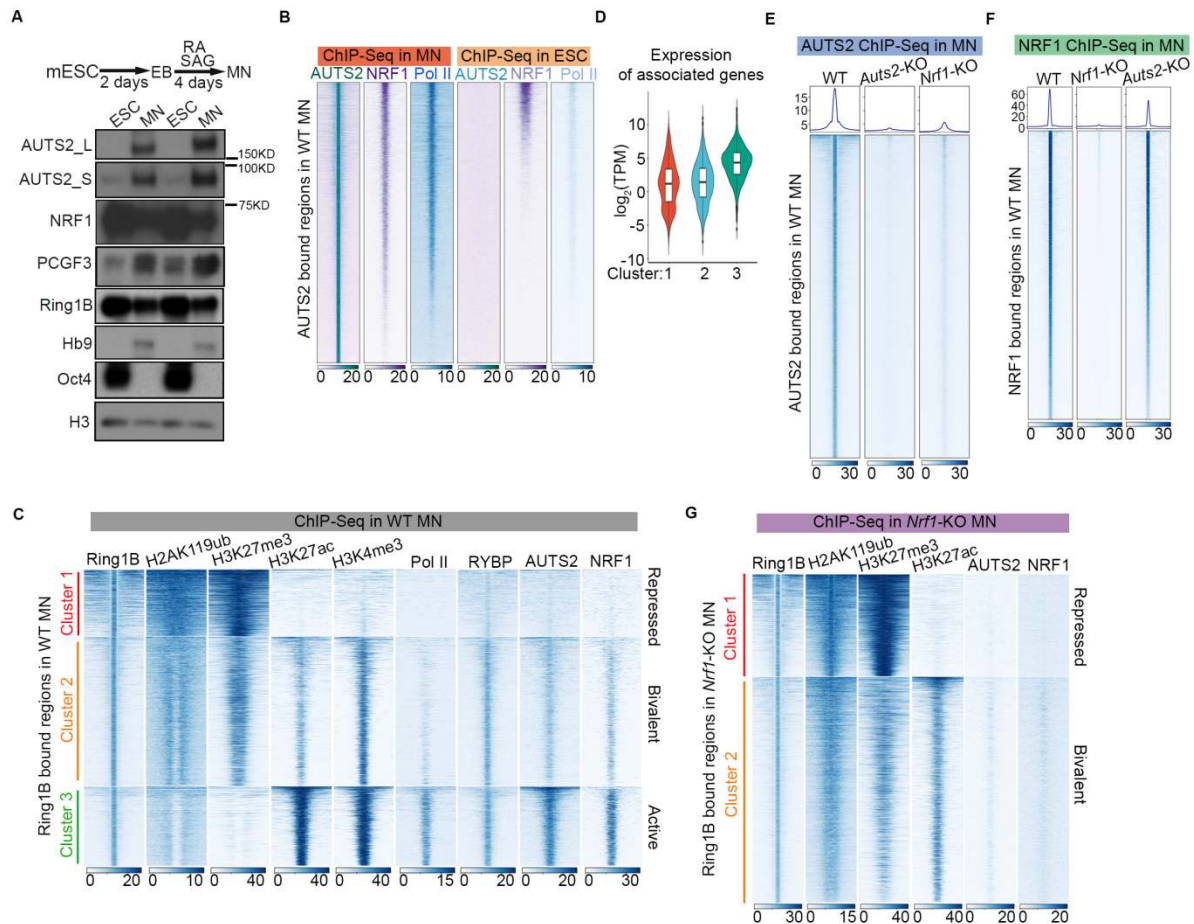 A
RA
SAG
mESC EB MN
2 days 4 days
ESC MN ESC MN
AUTS2_L
150KD
100KD
AUTS2_S
75KD
NRF1
PCGF3
Ring1B
Hb9
Oct4
H3
B
ChIP-Seq in MN ChIP-Seq in ESC
AUTS2 NRF1 Pol II AUTS2 NRF1 Pol II
AUTS2 bound regions in WT MN
0 20 0 20 0 10 0 20 0 20 0 10
D
Expression
of associated genes
log2(TPM)
10
5
0
-5
-10
Cluster: 1 2 3
E
AUTS2 ChIP-Seq in MN
WT Auts2-KO Nrf1-KO
15
10
5
AUTS2 bound regions in WT MN
0 30 0 30 0 30
F
NRF1 ChIP-Seq in MN
WT Nrf1-KO Auts2-KO
60
40
20
0
NRF1 bound regions in WT MN
0 30 0 30 0 30
C
ChIP-Seq in WT MN
Ring1B H2AK119ub H3K27me3 H3K27ac H3K4me3 Pol II RYBP AUTS2 NRF1
Ring1B bound regions in WT MN
Cluster 1
Cluster 2
Cluster 3
Repressed
Bivalent
Active
0 20 0 20 0 40 0 40 0 40 0 15 0 20 0 20 0 30
G
ChIP-Seq in Nrf1-KO MN
Ring1B H2AK119ub H3K27me3 H3K27ac AUTS2 NRF1
Ring1B bound regions in Nrf1-KO MN
Cluster 1
Cluster 2
Repressed
Bivalent
0 30 0 15 0 40 0 40 0 20 0 20